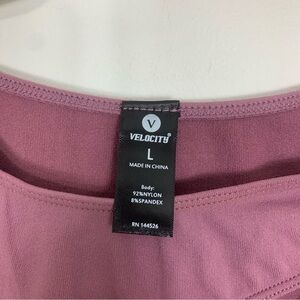 V
VELOCITY
L
MADE IN CHINA
Body:
92%NYLON
8%SPANDEX
RN 144526